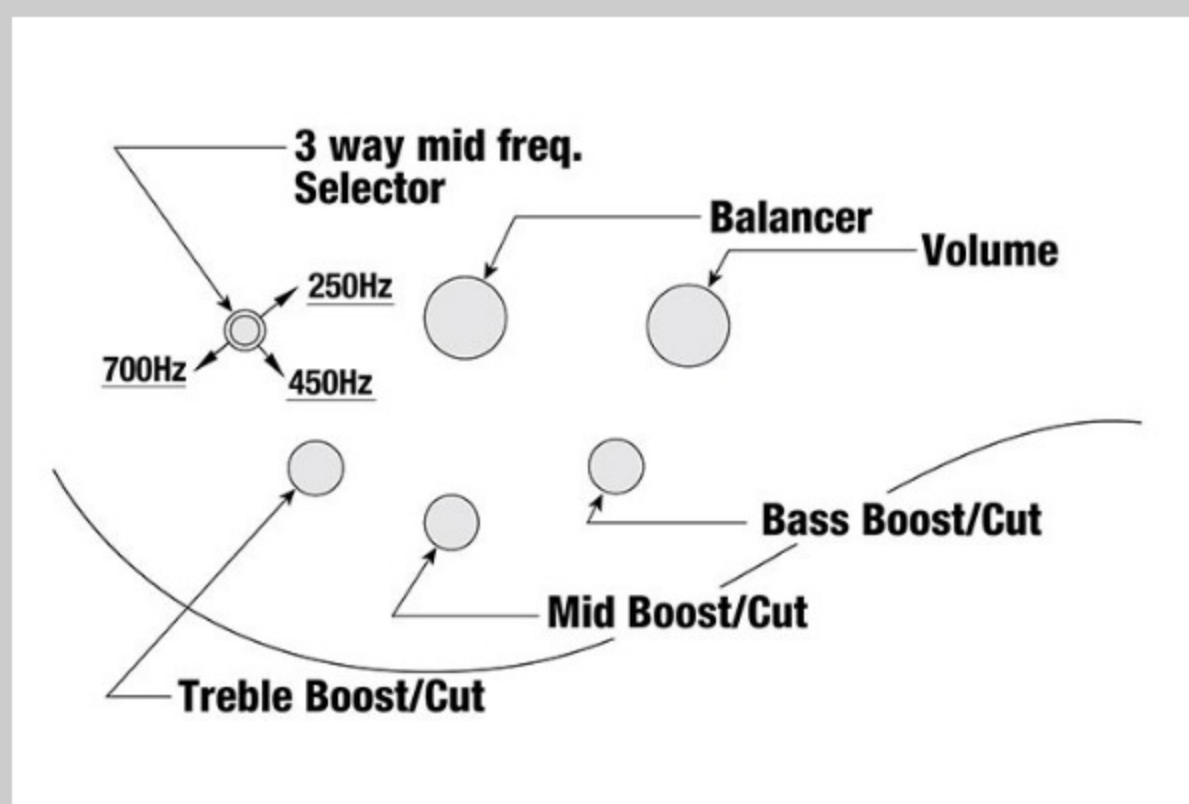 3 way mid freq.
Selector
Balancer
Volume
250Hz
700Hz
450Hz
Bass Boost/Cut
Mid Boost/Cut
Treble Boost/Cut